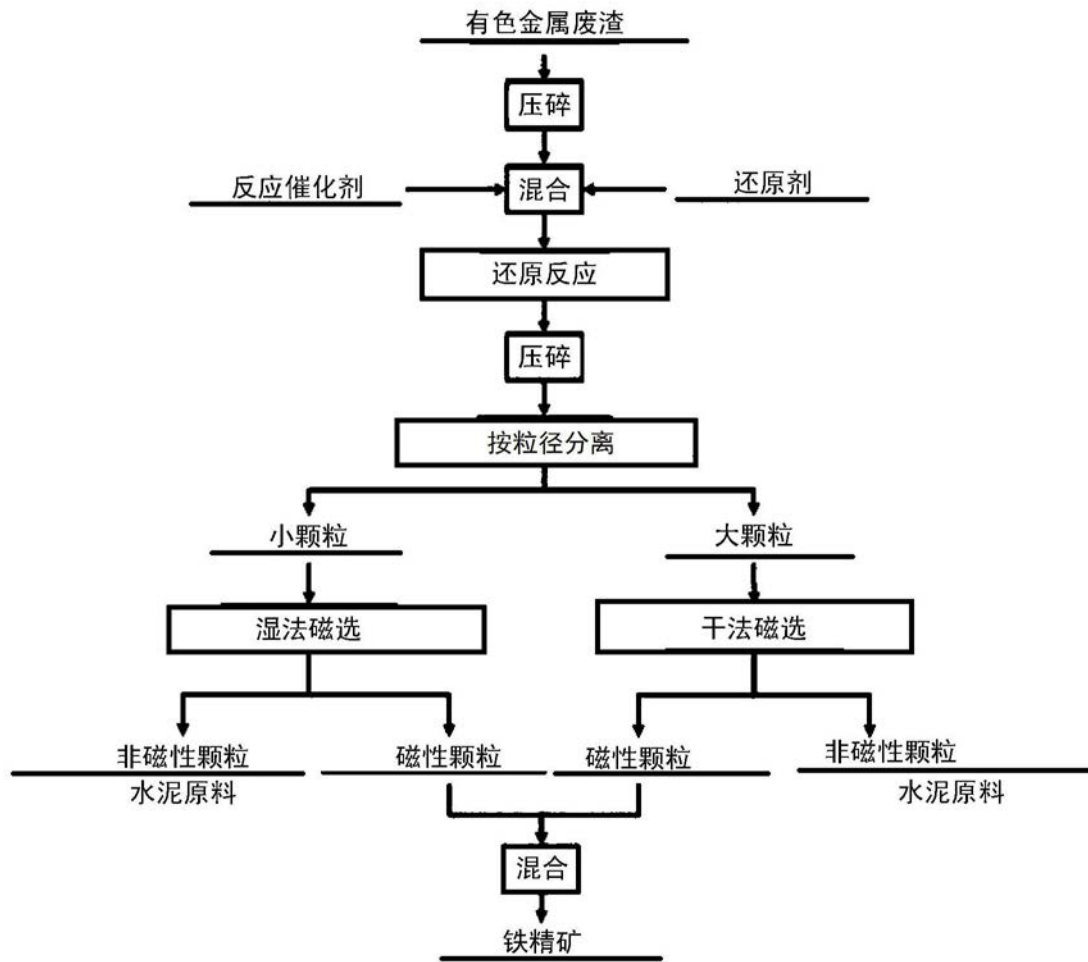 有色金属废渣
压碎
反应催化剂
混合
还原剂
还原反应
压碎
按粒径分离
小颗粒
大颗粒
湿法磁选
干法磁选
非磁性颗粒
磁性颗粒
磁性颗粒
非磁性颗粒
水泥原料
水泥原料
混合
铁精矿